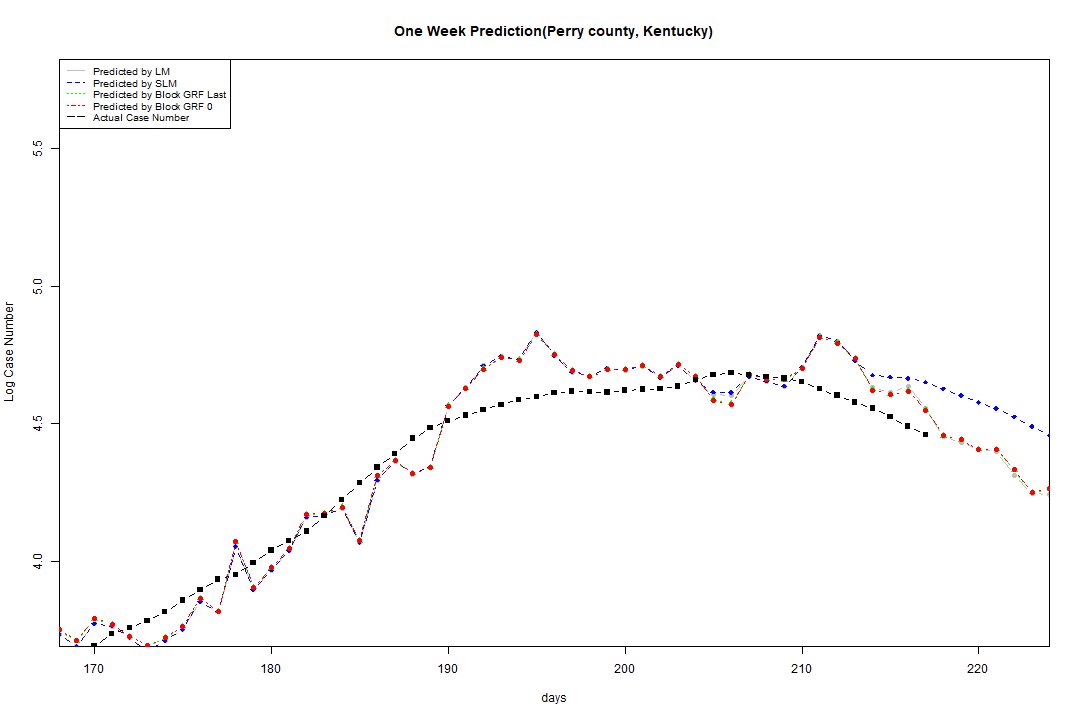 One Week Prediction(Perry county, Kentucky)
Predicted by LM
Predicted by SLM
Predicted by Block GRF Last
Predicted by Block GRF 0
Actual Case Number
5.5
5.0
4.5
4.0
Log Case Number
170 180 190 200 210 220
days